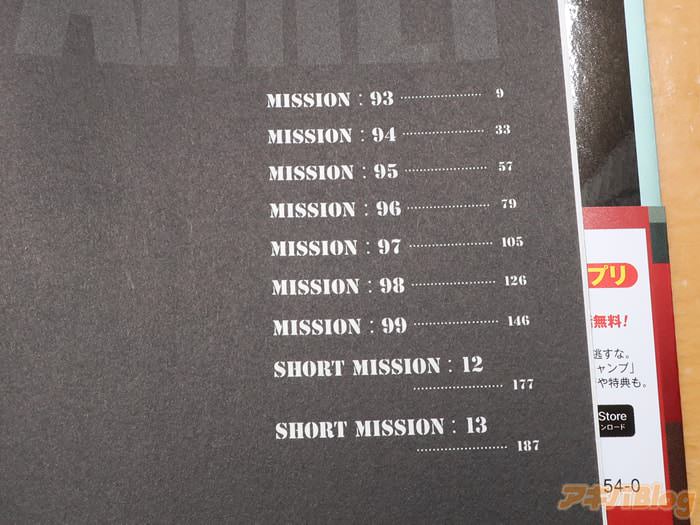 AMILY
MISSION : 93 .................... 9
MISSION : 94 .................... 33
MISSION : 95 .................... 57
MISSION : 96 .................... 79
MISSION : 97 .................... 105
MISSION : 98 .................... 126
MISSION : 99 .................... 146
SHORT MISSION : 12
.................... 177
SHORT MISSION : 13
.................... 187
プリ
無料!
逃すな。
ャンプ」
や特典も。
Store
ンロード
54-0
アキバBlog